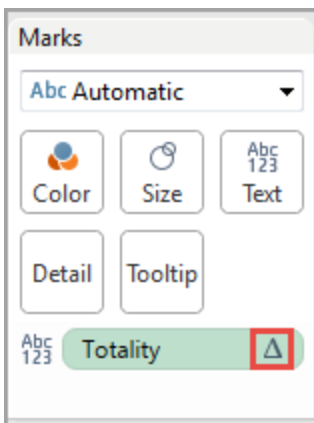 Marks
Abc Automatic
Abc
123
Color Size Text
Detail Tooltip
Abc
123 Totality Δ